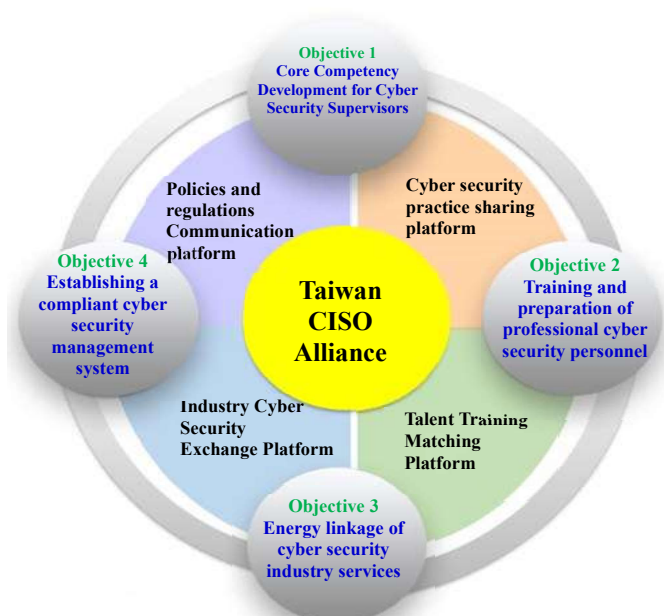 Objective 1
Core Competency
Development for Cyber
Security Supervisors
Policies and
regulations
Communication
platform
Cyber security
practice sharing
platform
Objective 4
Establishing a
compliant cyber
security
management
system
Taiwan
CISO
Alliance
Objective 2
Training and
preparation of
professional cyber
security personnel
Industry Cyber
Security
Exchange Platform
Talent Training
Matching
Platform
Objective 3
Energy linkage of
cyber security
industry services